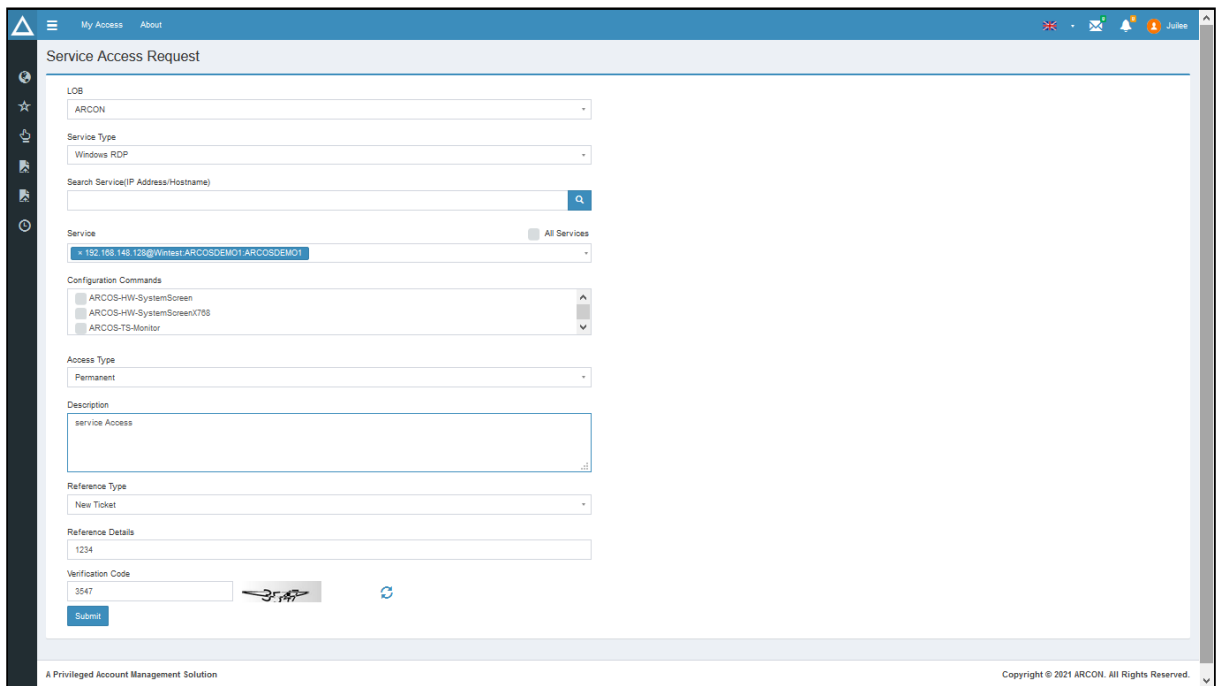 My Access About Juilee
Service Access Request
LOB
ARCON
Service Type
Windows RDP
Search Service(IP Address/Hostname)
Service All Services
× 192.168.148.128@Wintest:ARCOSDEMO1:ARCOSDEMO1
Configuration Commands
ARCOS-HW-SystemScreen
ARCOS-HW-SystemScreenX768
ARCOS-TS-Monitor
Access Type
Permanent
Description
service Access
Reference Type
New Ticket
Reference Details
1234
Verification Code
3547 3547
Submit
A Privileged Account Management Solution Copyright © 2021 ARCON. All Rights Reserved.